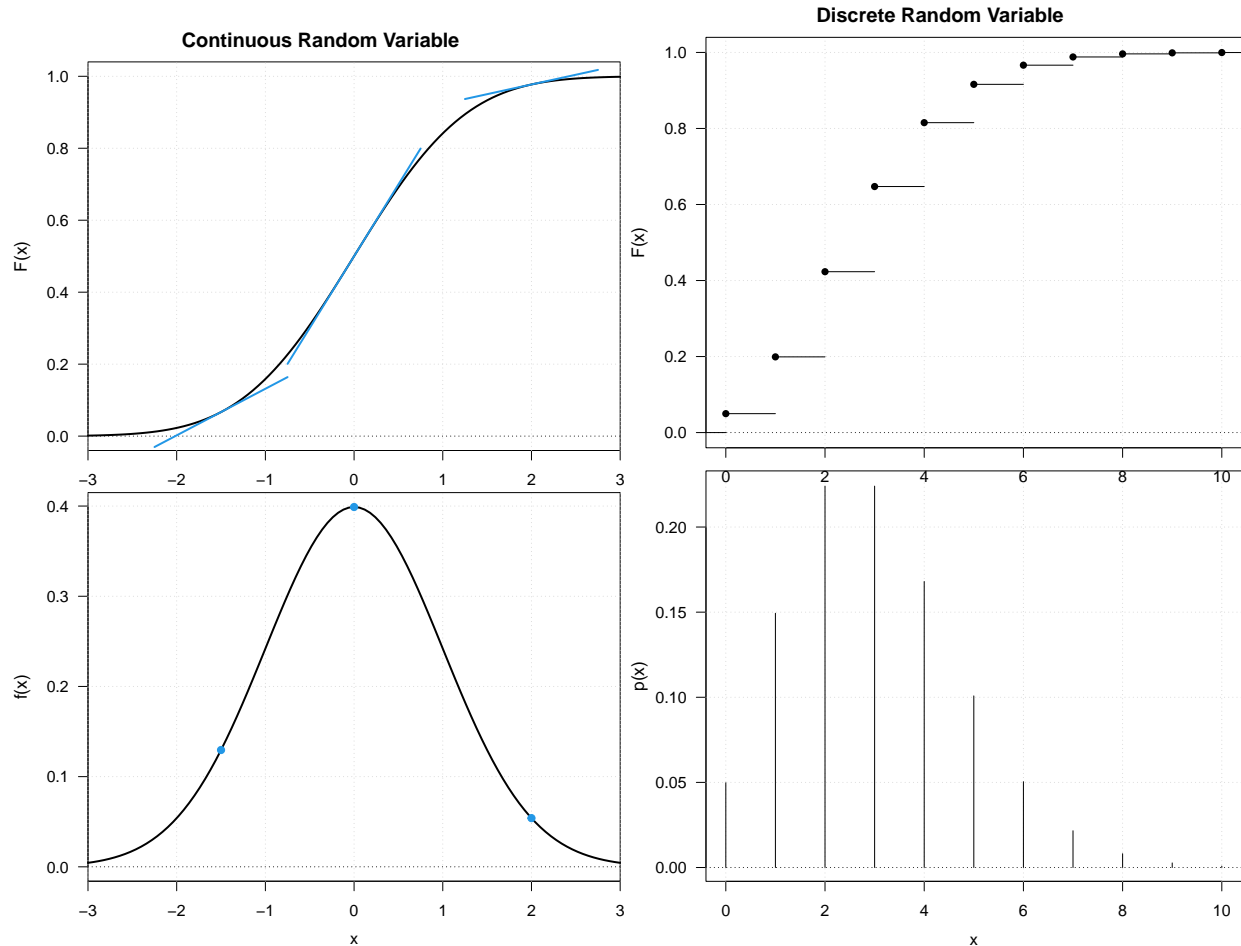 Continuous Random Variable
1.0
0.8
0.6
0.4
0.2
0.0
F(x)
−3 −2 −1 0 1 2 3
0.4
0.3
0.2
0.1
0.0
f(x)
−3 −2 −1 0 1 2 3
x
Discrete Random Variable
1.0
0.8
0.6
0.4
0.2
0.0
F(x)
0 2 4 6 8 10
0.20
0.15
0.10
0.05
0.00
p(x)
0 2 4 6 8 10
x